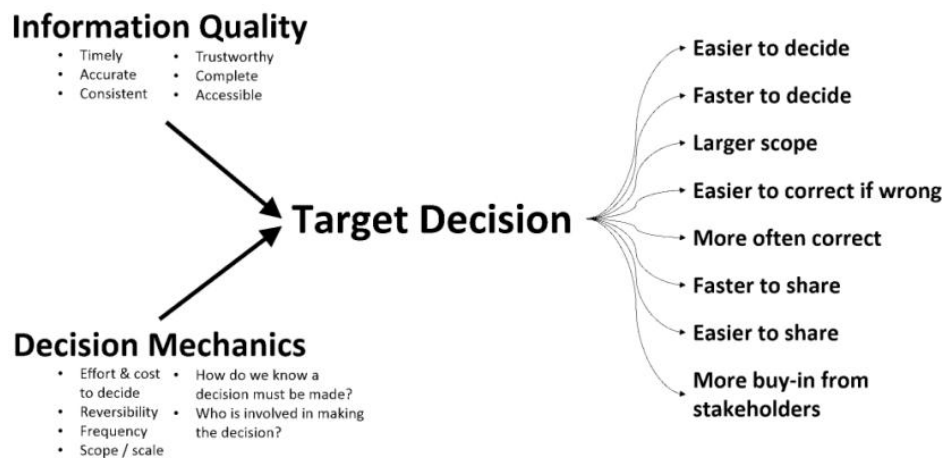 Information Quality
• Timely
• Accurate
• Consistent
• Trustworthy
• Complete
• Accessible
Target Decision
Decision Mechanics
• Effort & cost
to decide
• Reversibility
• Frequency
• Scope / scale
• How do we know a
decision must be made?
• Who is involved in making
the decision?
Easier to decide
Faster to decide
Larger scope
Easier to correct if wrong
More often correct
Faster to share
Easier to share
More buy-in from
stakeholders